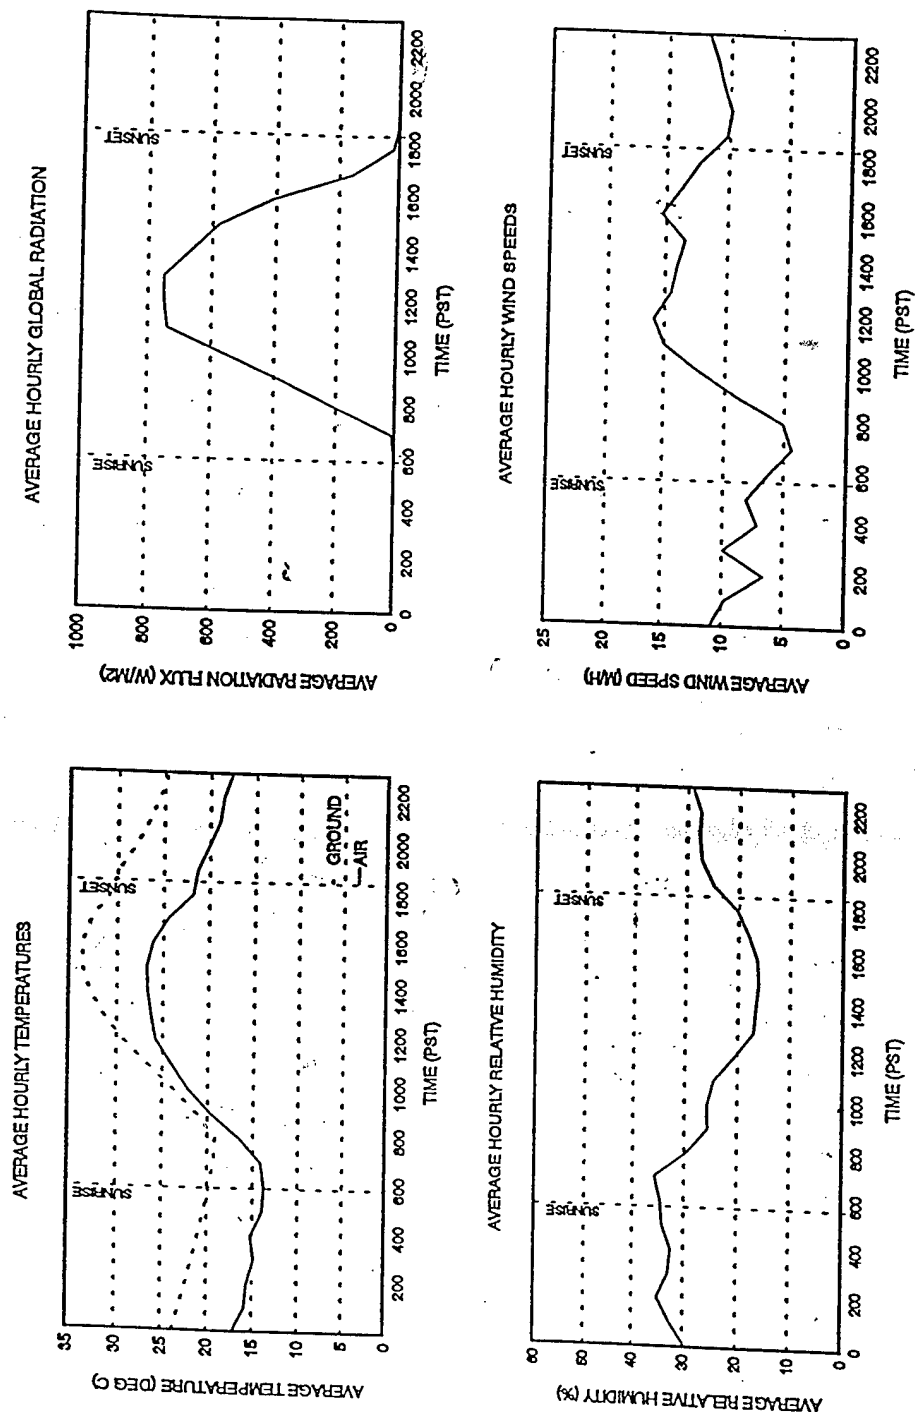 AVERAGE HOURLY TEMPERATURES
AVERAGE TEMPERATURE (DEG C)
35
30
25
20
15
10
5
0
SUNRISE
SUNSET
GROUND
AIR
200 400 600 800 1000 1200 1400 1600 1800 2000 2200
TIME (PST)
AVERAGE HOURLY GLOBAL RADIATION
AVERAGE RADIATION FLUX (W/M2)
1000
800
600
400
200
0
SUNRISE
SUNSET
0 200 400 600 800 1000 1200 1400 1600 1800 2000 2200
TIME (PST)
AVERAGE HOURLY RELATIVE HUMIDITY
AVERAGE RELATIVE HUMIDITY (%)
60
50
40
30
20
10
0
SUNRISE
SUNSET
0 200 400 600 800 1000 1200 1400 1600 1800 2000 2200
TIME (PST)
AVERAGE HOURLY WIND SPEEDS
AVERAGE WIND SPEED (M/H)
25
20
15
10
5
0
SUNRISE
SUNSET
0 200 400 600 800 1000 1200 1400 1600 1800 2000 2200
TIME (PST)